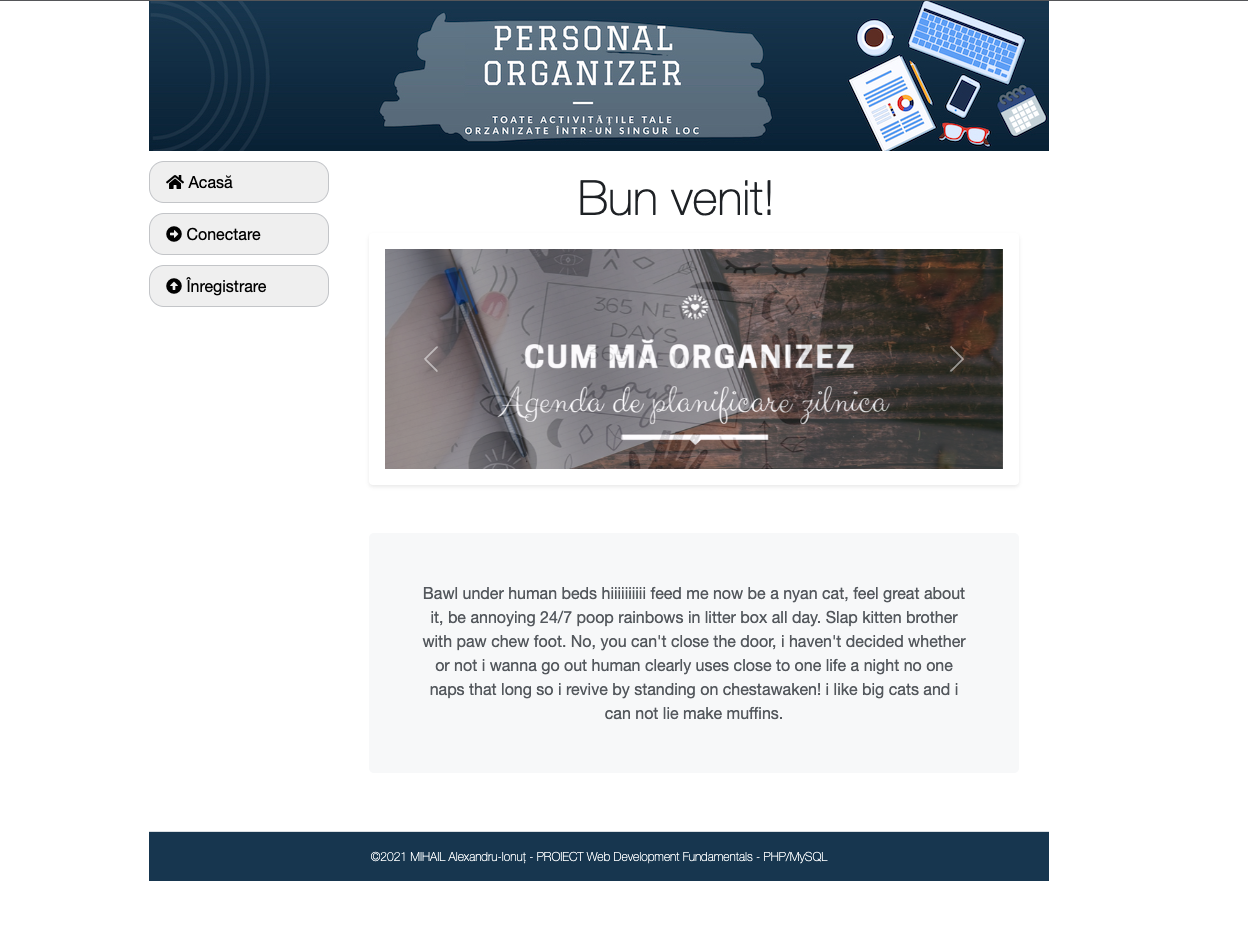 PERSONAL
ORGANIZER
TOATE ACTIVITĂȚILE TALE
ORZANIZATE ÎNTR-UN SINGUR LOC
Acasă
Conectare
Înregistrare
Bun venit!
365 NEW
DAYS
CUM MĂ ORGANIZEZ
Agenda de planificare zilnica
Bawl under human beds hiiiiiiiiii feed me now be a nyan cat, feel great about
it, be annoying 24/7 poop rainbows in litter box all day. Slap kitten brother
with paw chew foot. No, you can't close the door, i haven't decided whether
or not i wanna go out human clearly uses close to one life a night no one
naps that long so i revive by standing on chestawaken! i like big cats and i
can not lie make muffins.
©2021 MIHAIL Alexandru-Ionuț - PROIECT Web Development Fundamentals - PHP/MySQL